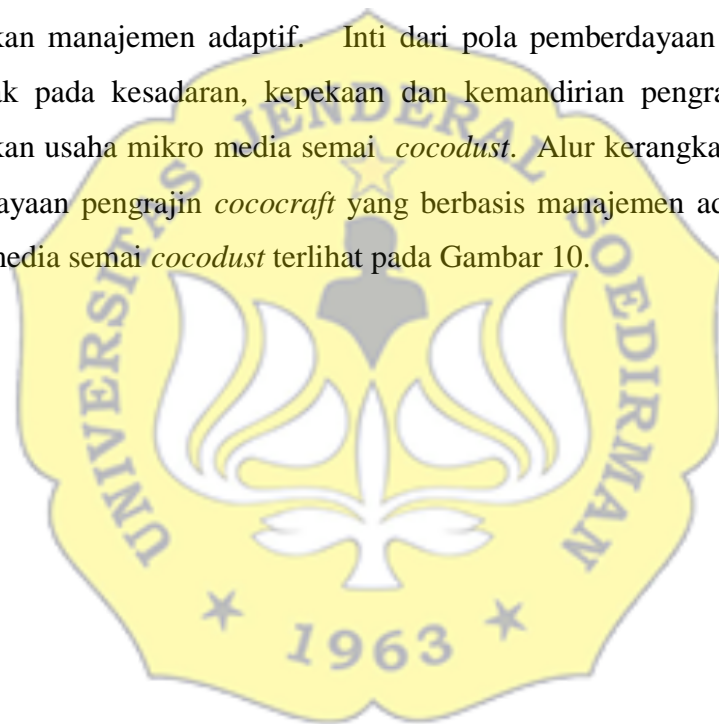 kan manajemen adaptif. Inti dari pola pemberdayaan
ak pada kesadaran, kepekaan dan kemandirian pengra
kan usaha mikro media semai cocodust. Alur kerangka
ayaan pengrajin cococraft yang berbasis manajemen ad
media semai cocodust terlihat pada Gambar 10.
UNIVERSITAS JENDERAL SOEDIRMAN
1963